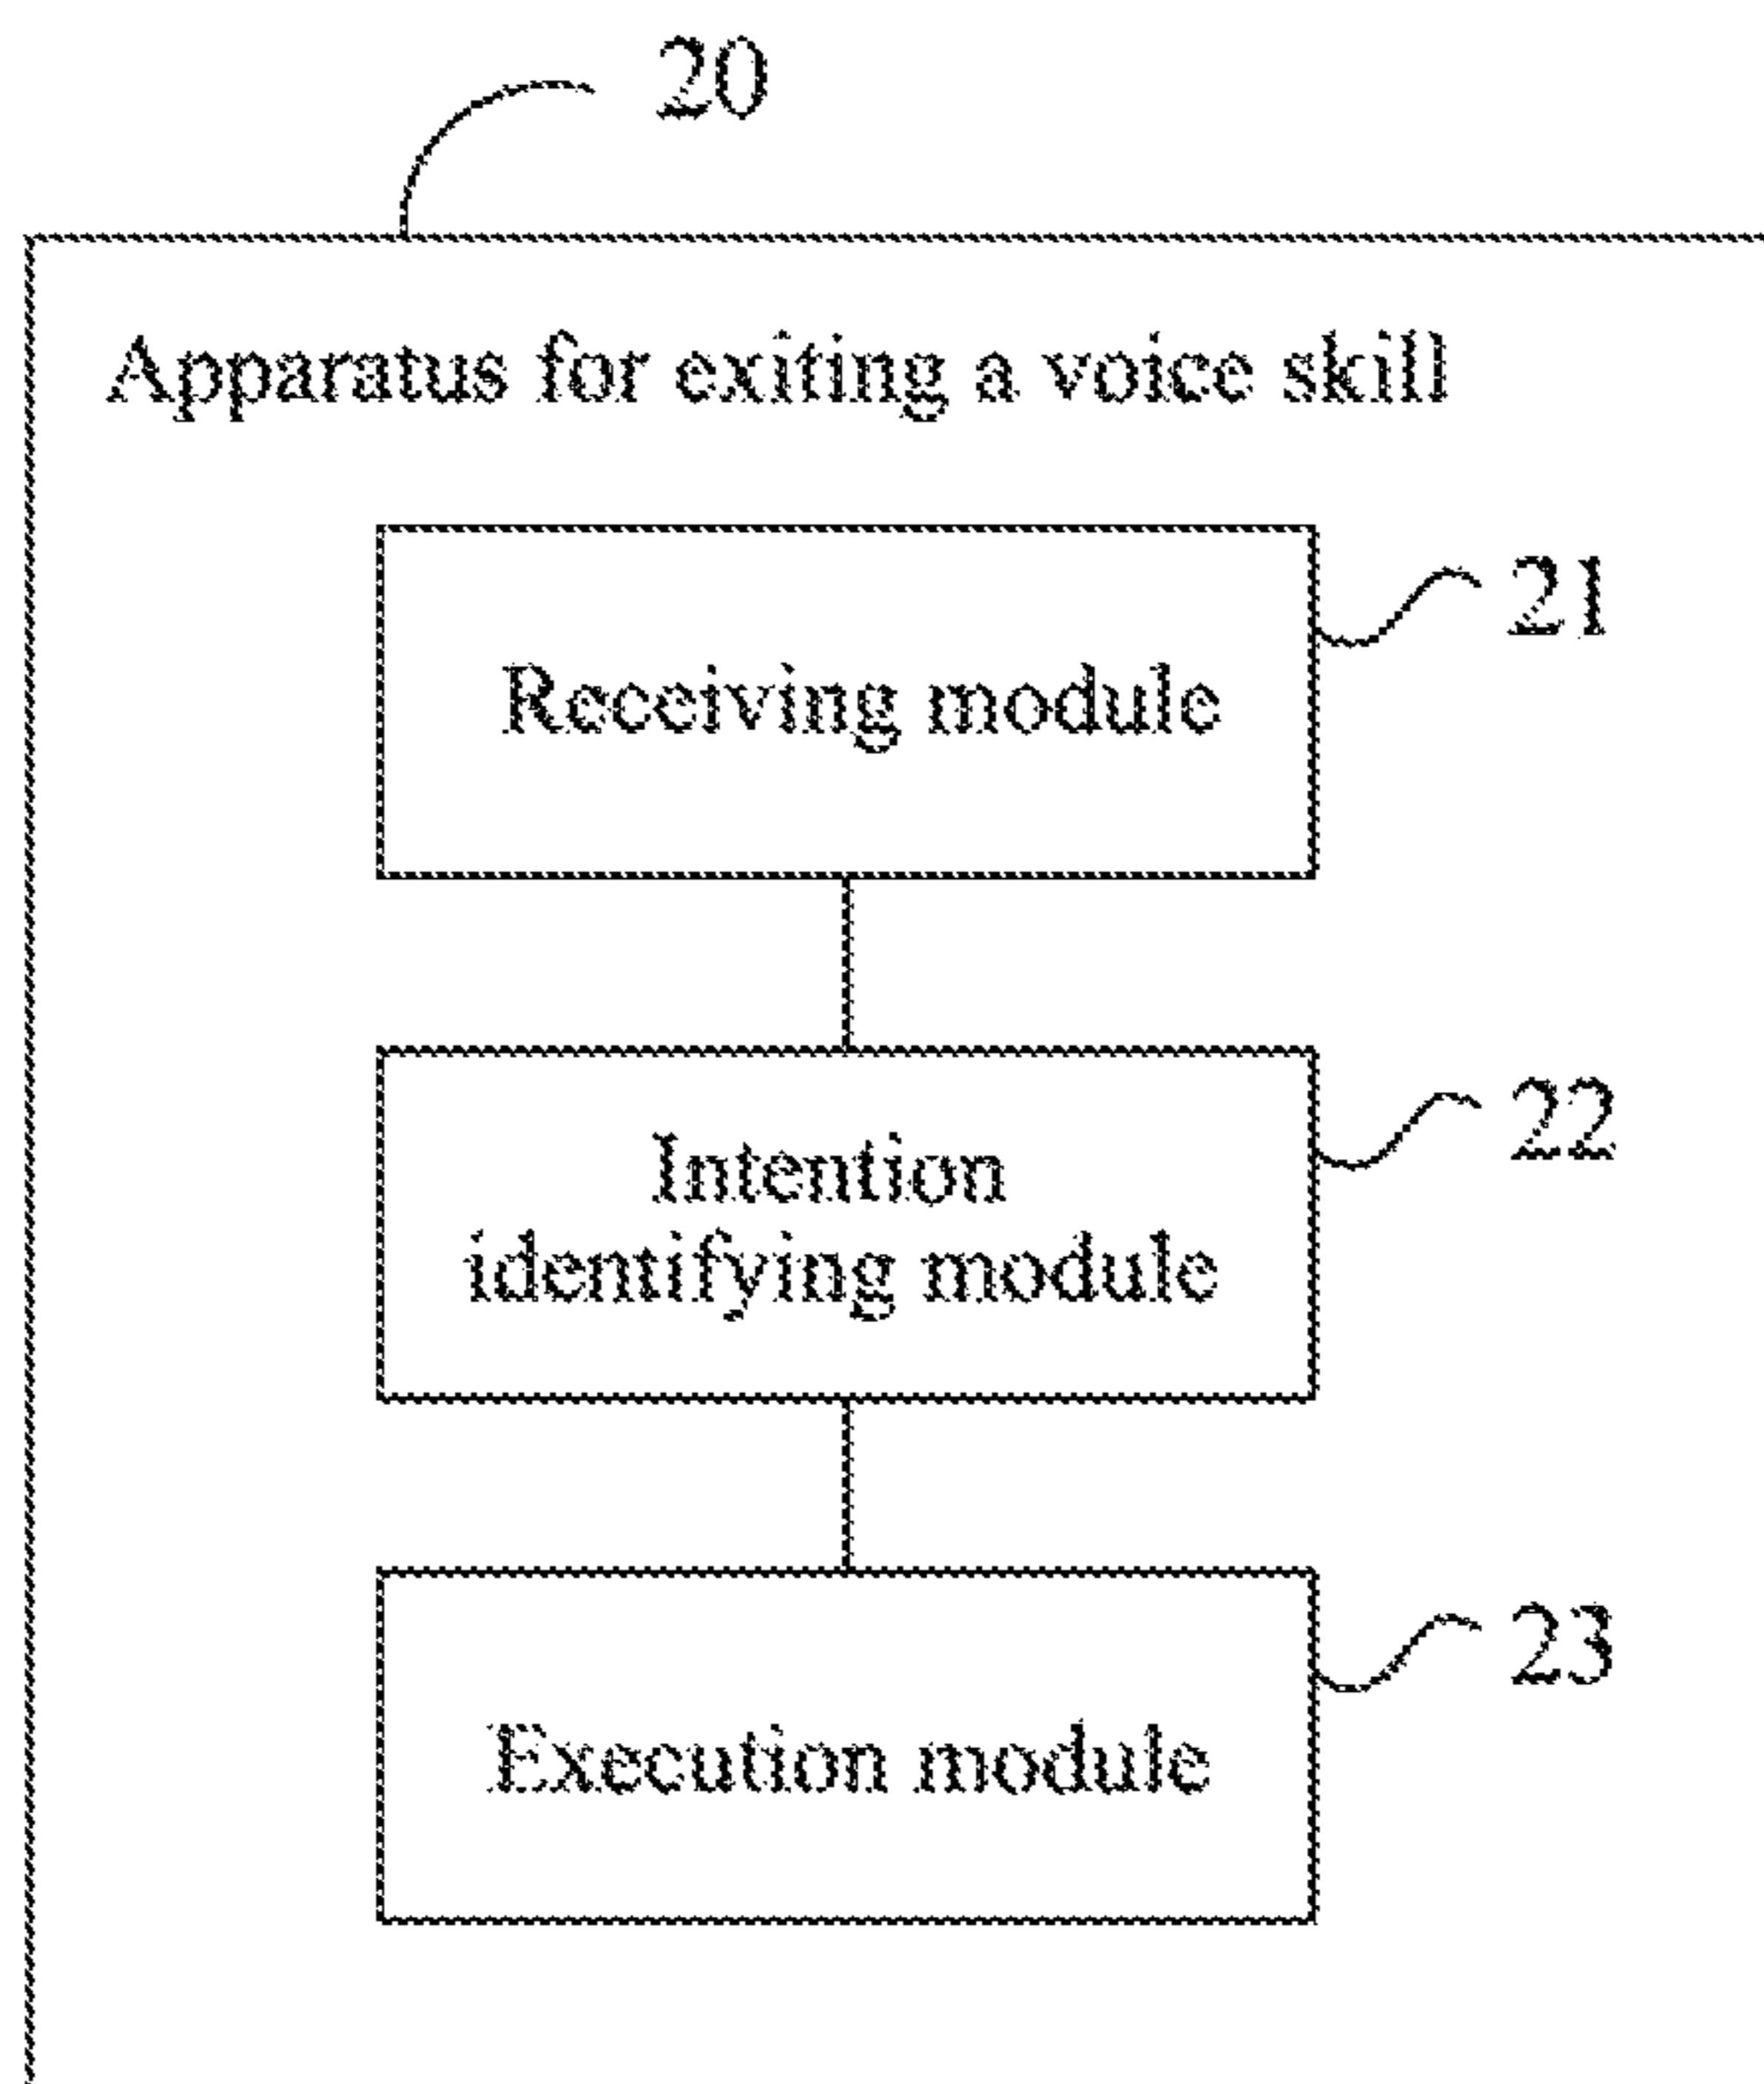 20
Apparatus for exiting a voice skill
21
Receiving module
22
Intention
identifying module
23
Execution module